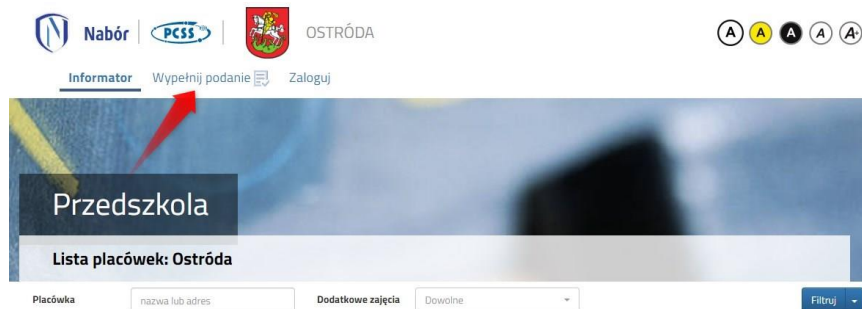 Nabór PCSS OSTRÓDA A A A A A+
Informator Wypełnij podanie Zaloguj
Przedszkola
Lista placówek: Ostróda
Placówka nazwa lub adres Dodatkowe zajęcia Dowolne Filtruj